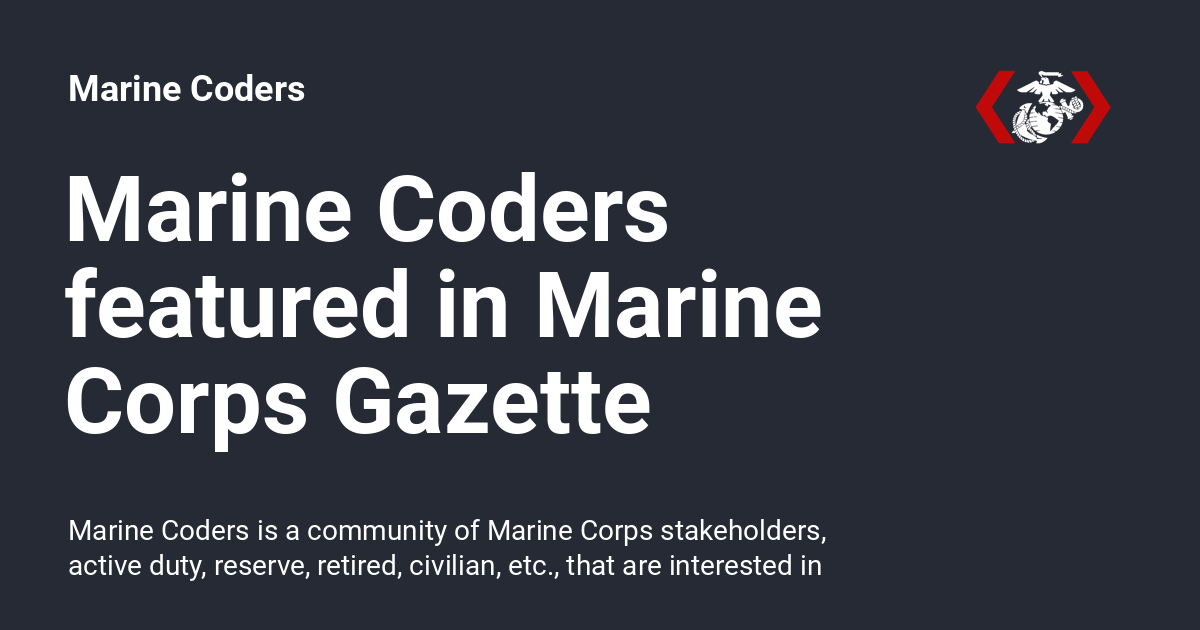 Marine Coders
Marine Coders
featured in Marine
Corps Gazette
Marine Coders is a community of Marine Corps stakeholders,
active duty, reserve, retired, civilian, etc., that are interested in